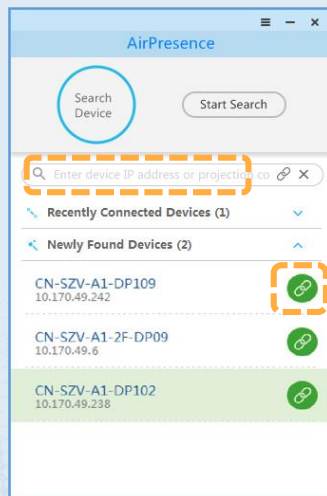 AirPresence
Search
Device
Start Search
Enter device IP address or projection co
Recently Connected Devices (1)
Newly Found Devices (2)
CN-SZV-A1-DP109
10.170.49.242
CN-SZV-A1-2F-DP09
10.170.49.6
CN-SZV-A1-DP102
10.170.49.238